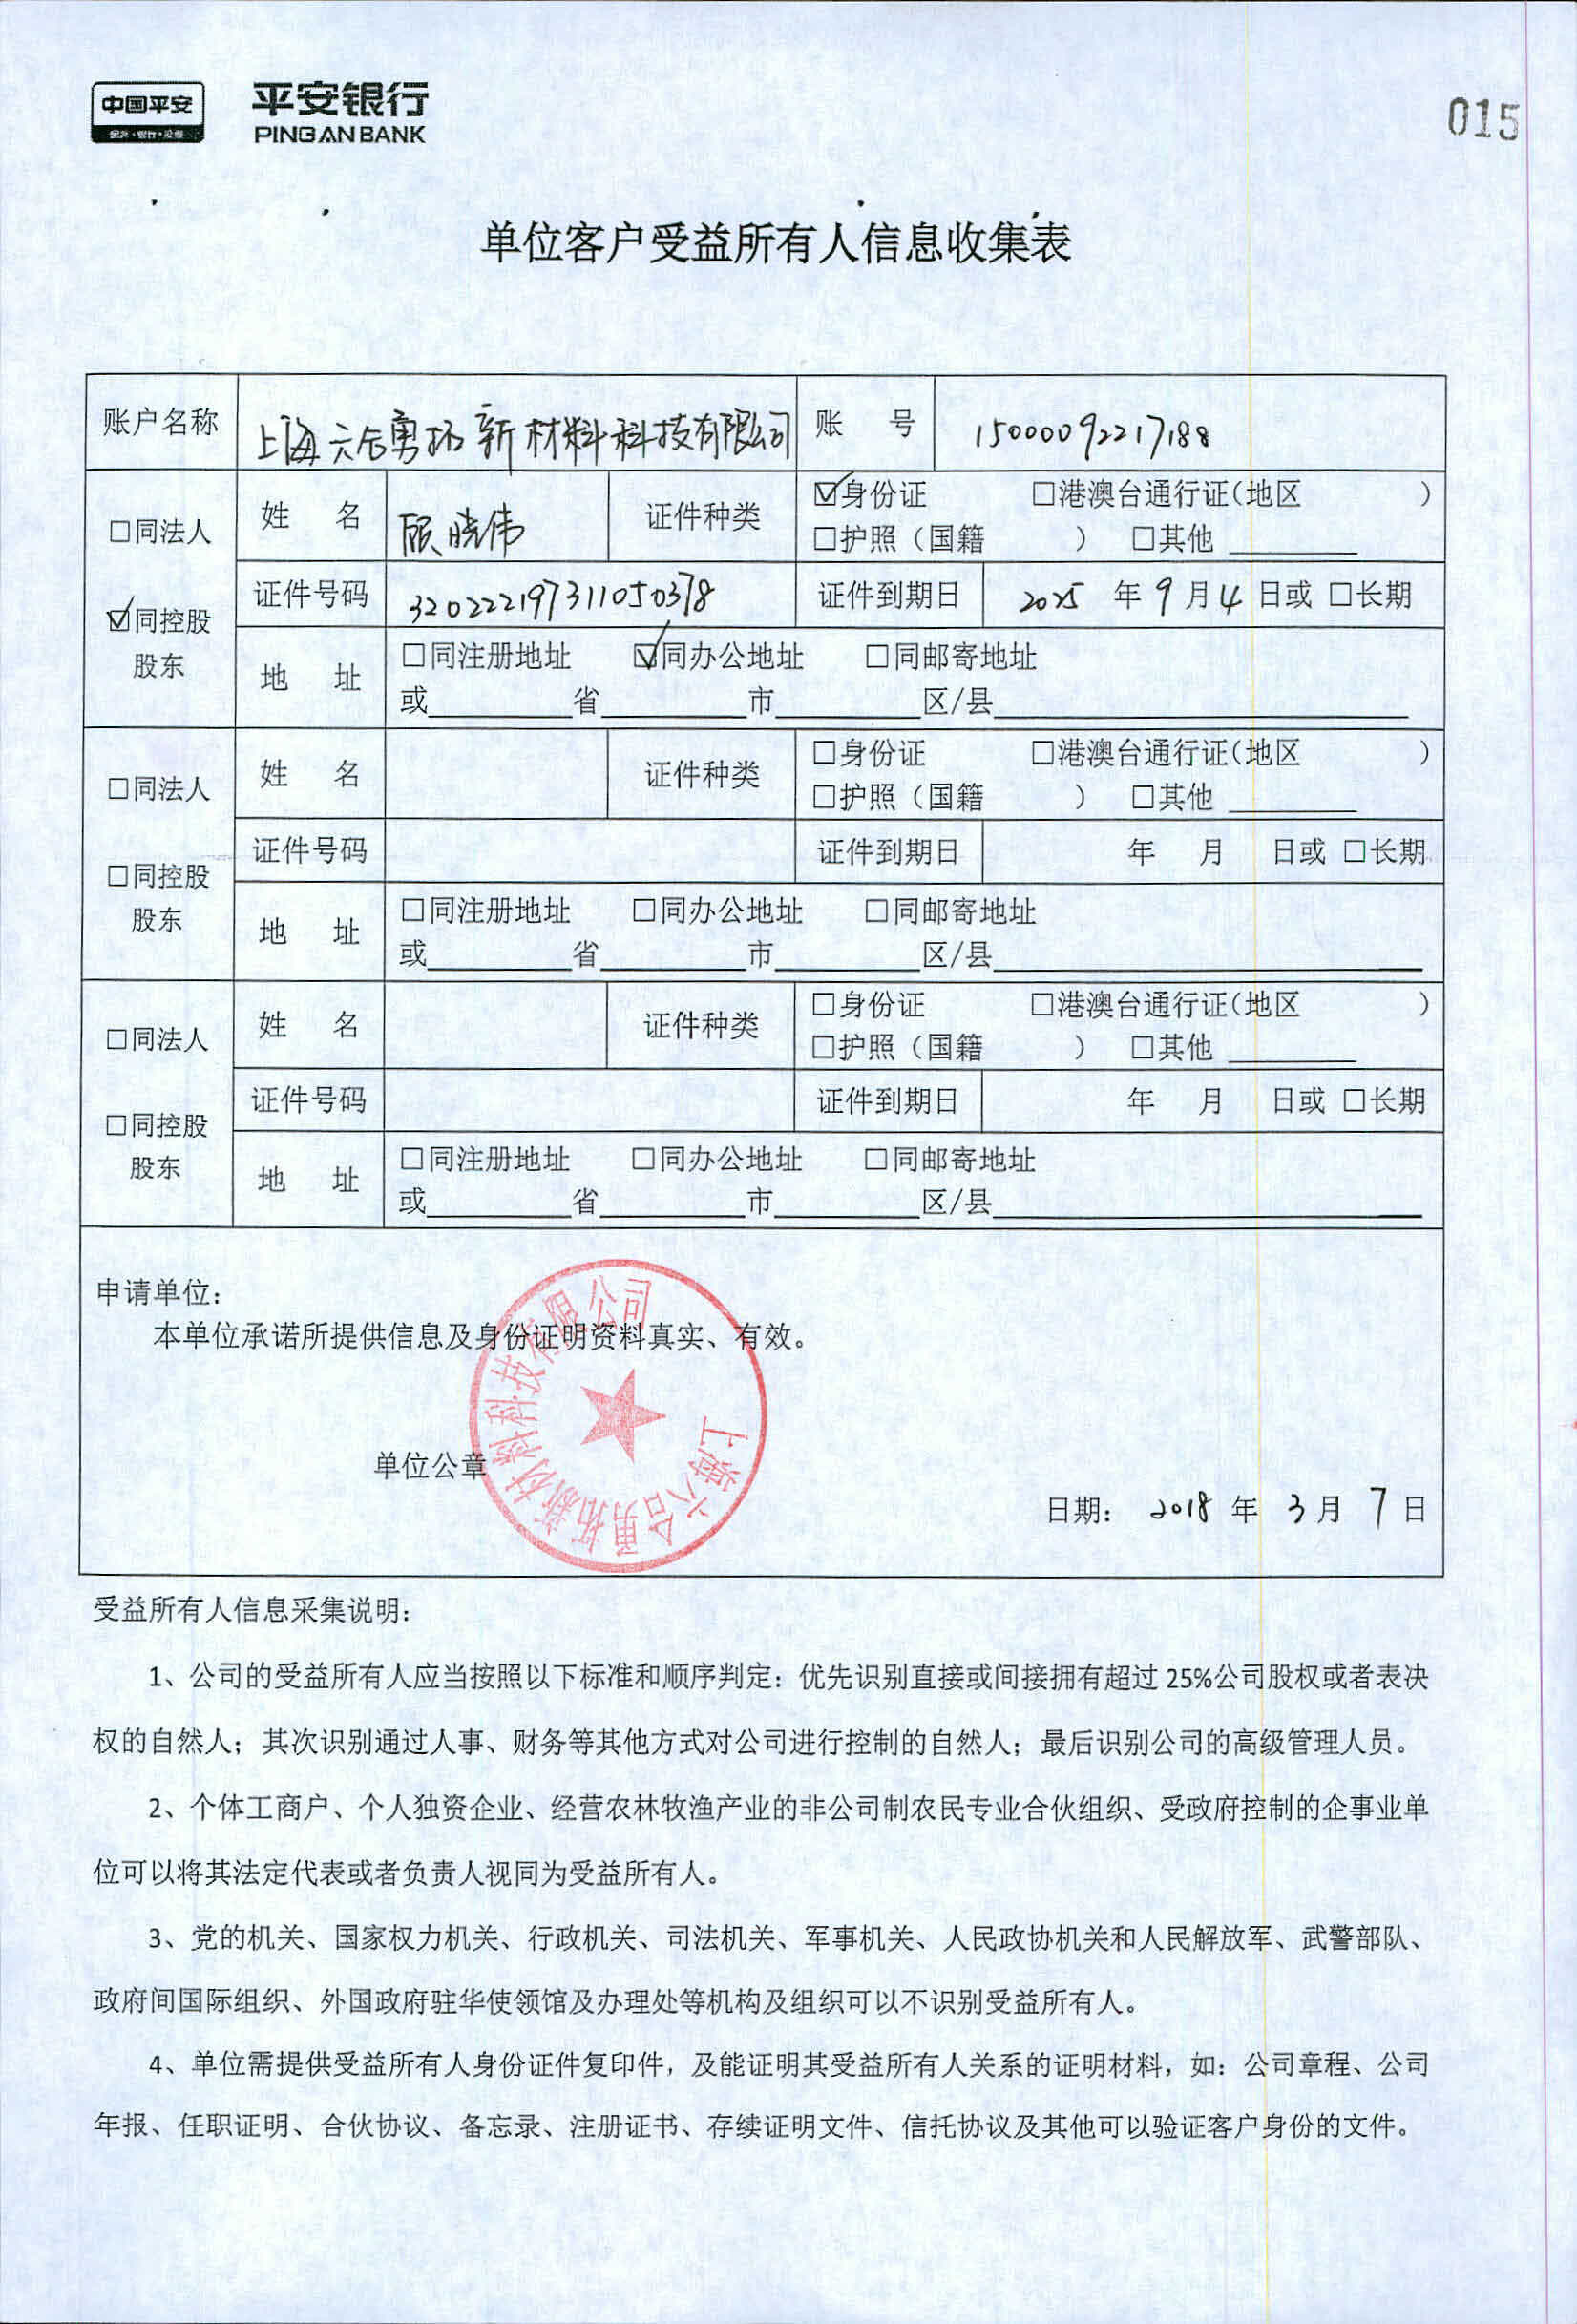 中国平安
保险·银行·投资
平安银行
PINGAN BANK
015
单位客户受益所有人信息收集表
账户名称 上海六合勇拓新材料科技有限公司 账 号 15000092217188
□同法人
☑同控股
股东
姓 名 顾晓伟 证件种类 ☑身份证 □港澳台通行证(地区 )
□护照（国籍 ） □其他
证件号码 320222197311050378 证件到期日 2025 年 9 月 4 日或 □长期
地 址 □同注册地址 ☑同办公地址 □同邮寄地址
或 省 市 区/县
□同法人
□同控股
股东
姓 名 证件种类 □身份证 □港澳台通行证(地区 )
□护照（国籍 ） □其他
证件号码 证件到期日 年 月 日或 □长期
地 址 □同注册地址 □同办公地址 □同邮寄地址
或 省 市 区/县
□同法人
□同控股
股东
姓 名 证件种类 □身份证 □港澳台通行证(地区 )
□护照（国籍 ） □其他
证件号码 证件到期日 年 月 日或 □长期
地 址 □同注册地址 □同办公地址 □同邮寄地址
或 省 市 区/县
申请单位：
本单位承诺所提供信息及身份证明资料真实、有效。
单位公章
上海六合勇拓新材料科技有限公司
日期： 2018 年 3 月 7 日
受益所有人信息采集说明：
1、公司的受益所有人应当按照以下标准和顺序判定：优先识别直接或间接拥有超过 25%公司股权或者表决
权的自然人；其次识别通过人事、财务等其他方式对公司进行控制的自然人；最后识别公司的高级管理人员。
2、个体工商户、个人独资企业、经营农林牧渔产业的非公司制农民专业合伙组织、受政府控制的企事业单
位可以将其法定代表或者负责人视同为受益所有人。
3、党的机关、国家权力机关、行政机关、司法机关、军事机关、人民政协机关和人民解放军、武警部队、
政府间国际组织、外国政府驻华使领馆及办理处等机构及组织可以不识别受益所有人。
4、单位需提供受益所有人身份证件复印件，及能证明其受益所有人关系的证明材料，如：公司章程、公司
年报、任职证明、合伙协议、备忘录、注册证书、存续证明文件、信托协议及其他可以验证客户身份的文件。